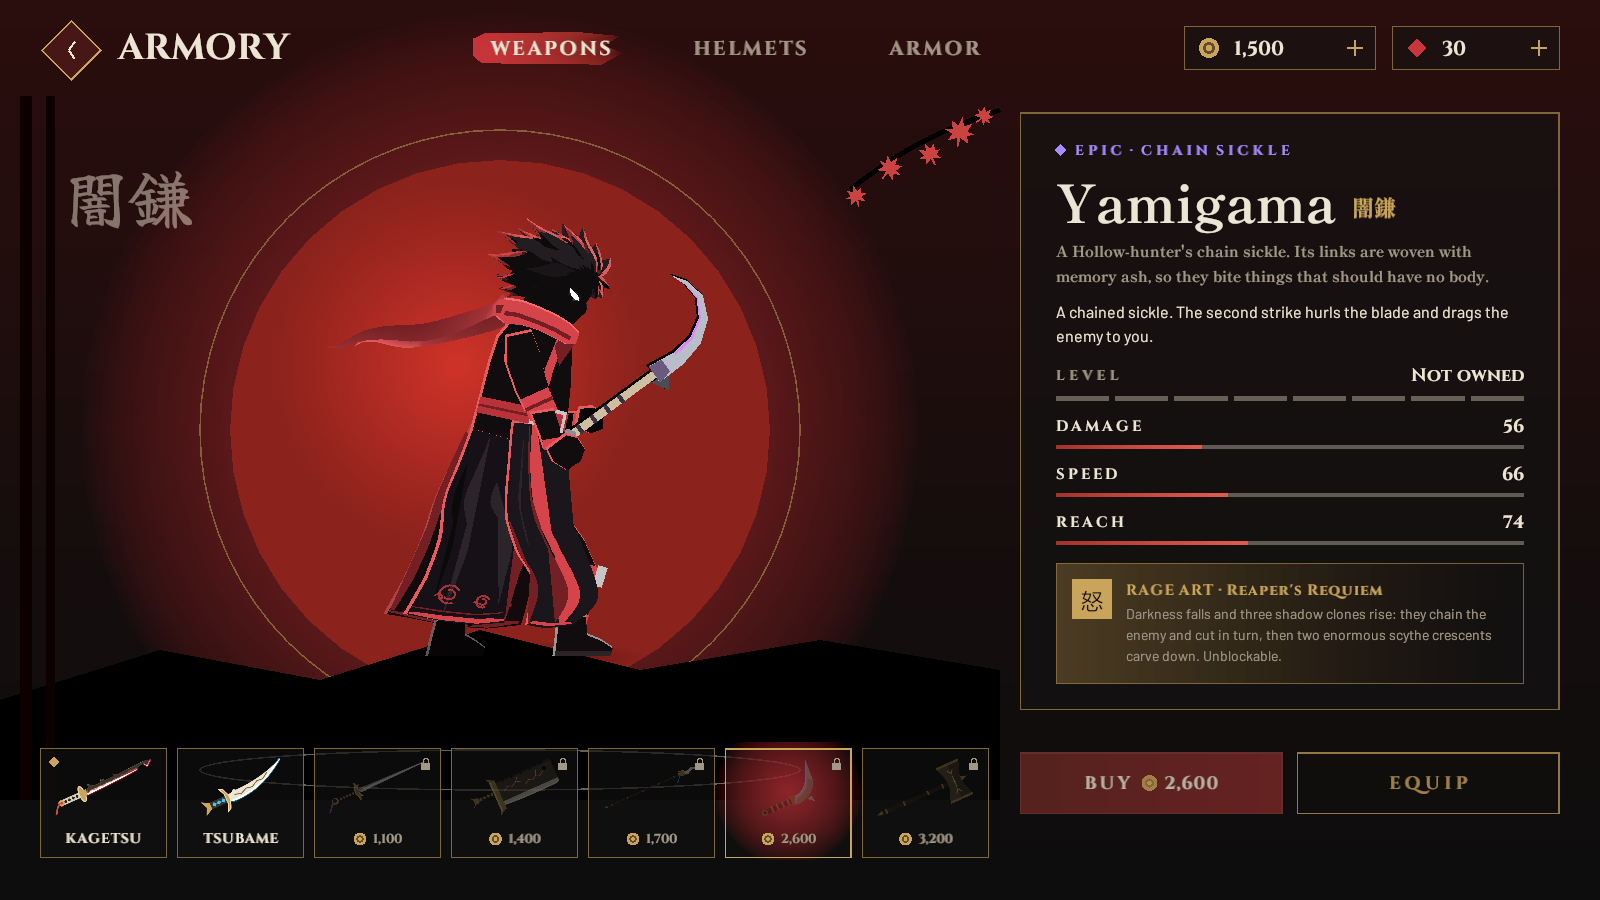 ARMORY
WEAPONS
HELMETS
ARMOR
1,500
30
闇鎌
EPIC · CHAIN SICKLE
Yamigama 闇鎌
A Hollow-hunter's chain sickle. Its links are woven with
memory ash, so they bite things that should have no body.
A chained sickle. The second strike hurls the blade and drags the
enemy to you.
LEVEL NOT OWNED
DAMAGE 56
SPEED 66
REACH 74
怒
RAGE ART · REAPER'S REQUIEM
Darkness falls and three shadow clones rise: they chain the
enemy and cut in turn, then two enormous scythe crescents
carve down. Unblockable.
KAGETSU
TSUBAME
1,100
1,400
1,700
2,600
3,200
BUY 2,600
EQUIP